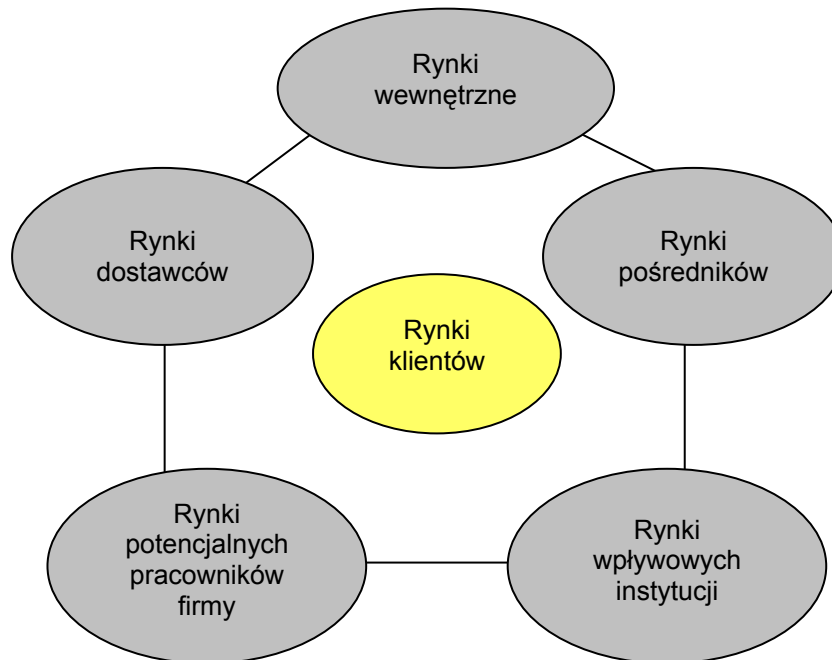 Rynki
wewnętrzne
Rynki
dostawców
Rynki
pośredników
Rynki
klientów
Rynki
potencjalnych
pracowników
firmy
Rynki
wpływowych
instytucji